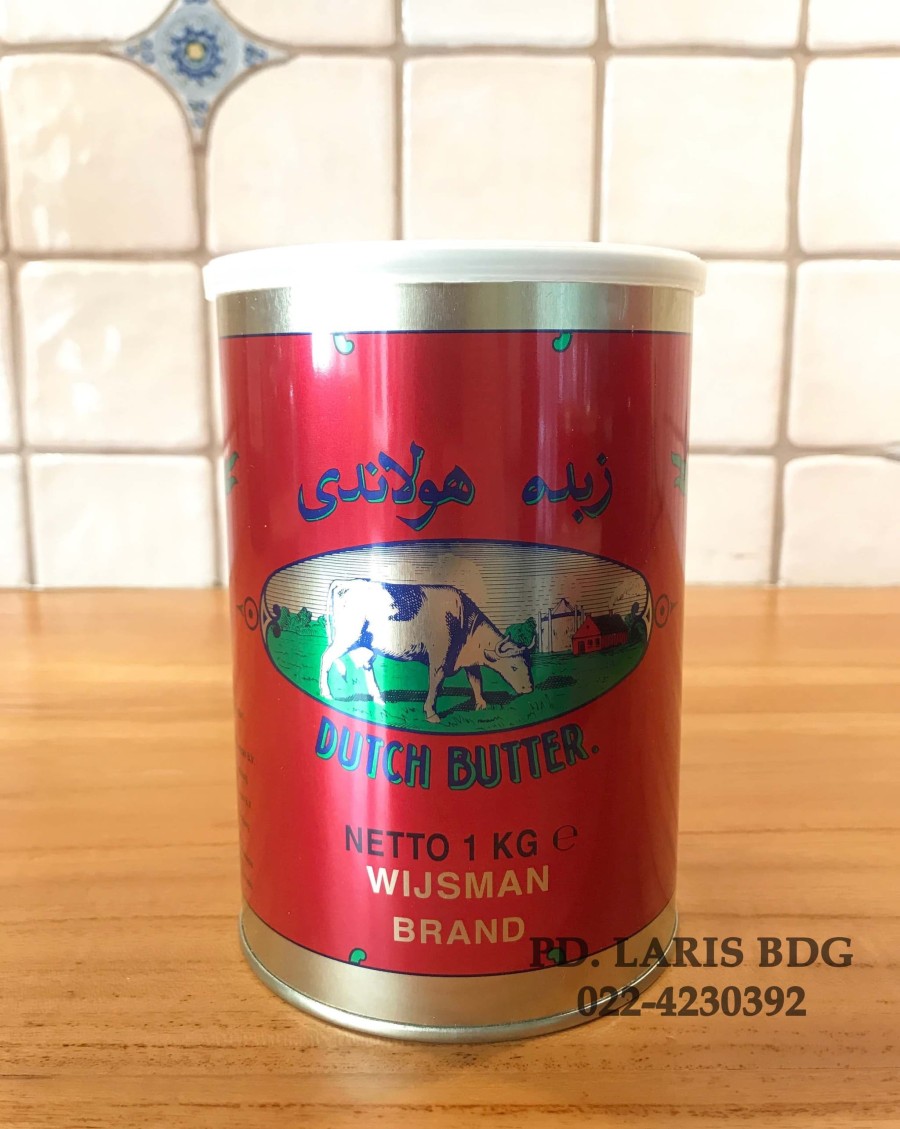 زبده هولاندى
DUTCH BUTTER.
NETTO 1 KG ℮
WIJSMAN
BRAND
PD. LARIS BDG
022-4230392